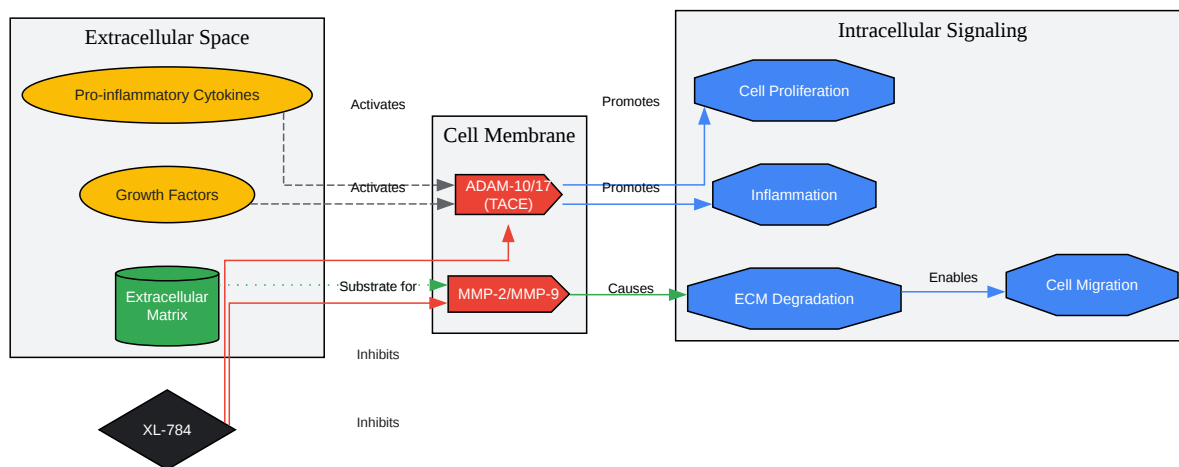 Extracellular Space
Pro-inflammatory Cytokines
Growth Factors
Extracellular
Matrix
XL-784
Activates
Activates
Substrate for
Inhibits
Inhibits
Cell Membrane
ADAM-10/17
(TACE)
MMP-2/MMP-9
Promotes
Promotes
Causes
Intracellular Signaling
Cell Proliferation
Inflammation
ECM Degradation
Enables
Cell Migration